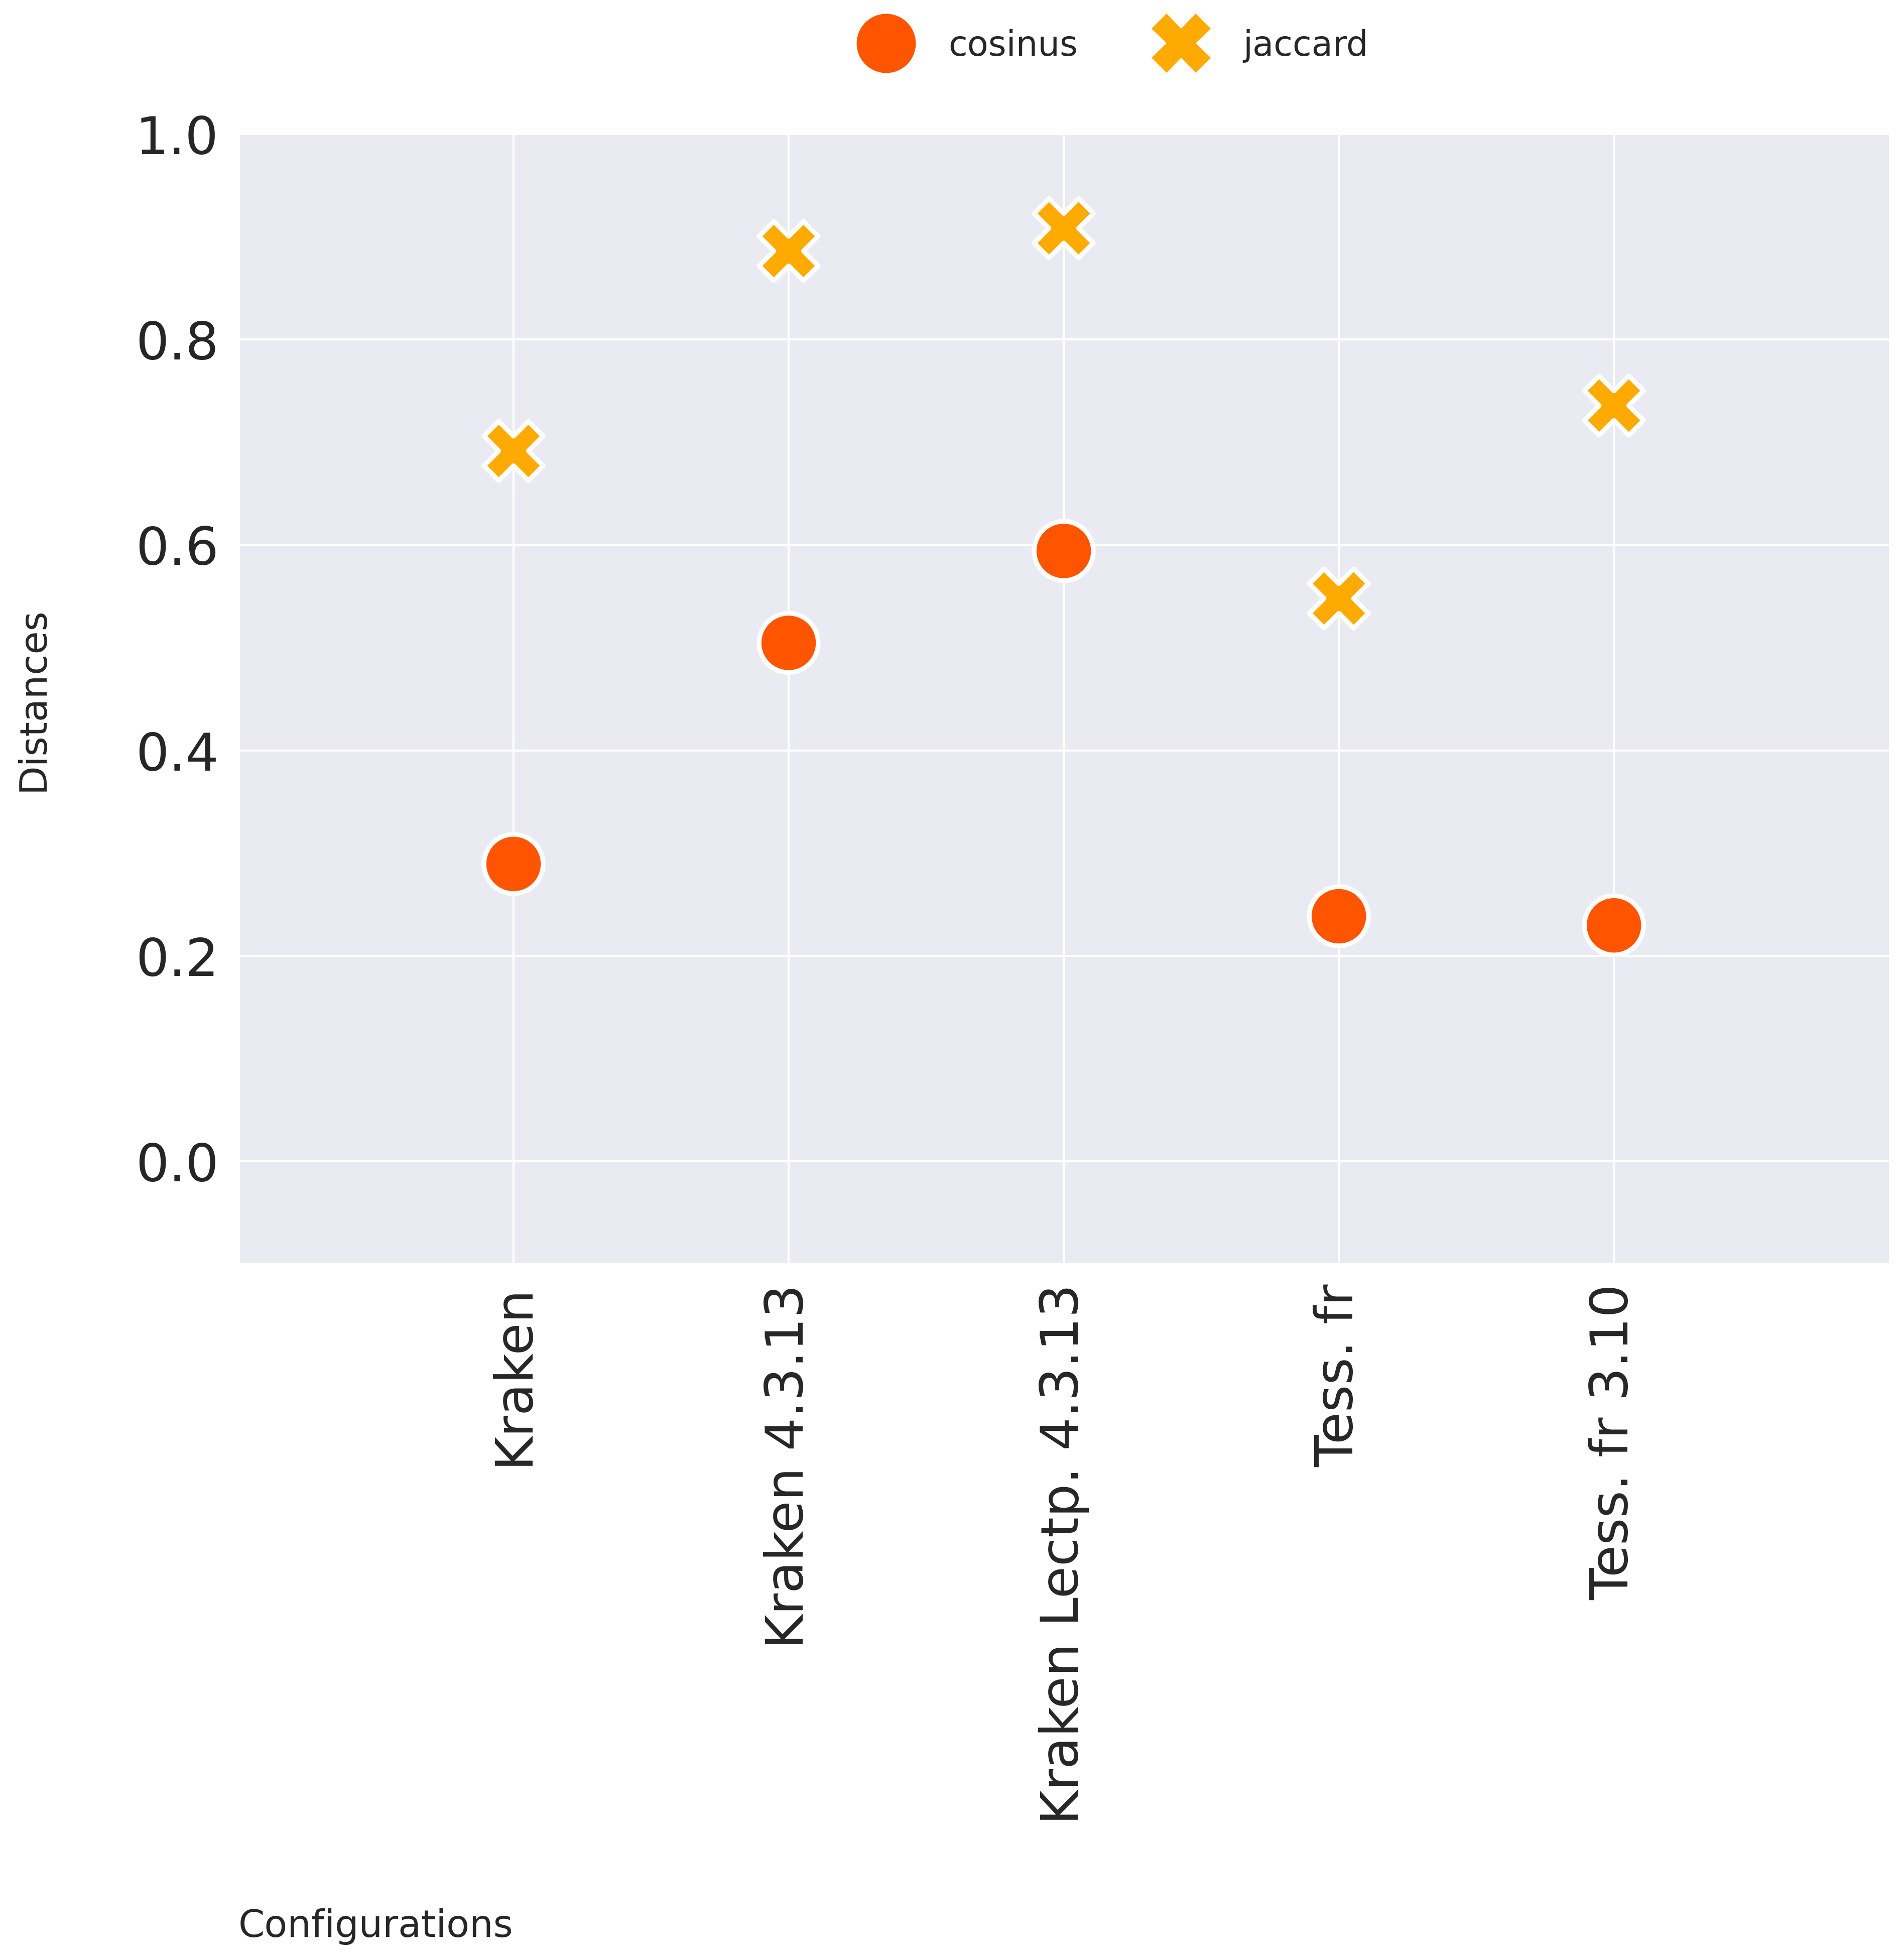 cosinus jaccard
1.0
0.8
0.6
0.4
0.2
0.0
Distances
Kraken
Kraken 4.3.13
Kraken Lectp. 4.3.13
Tess. fr
Tess. fr 3.10
Configurations